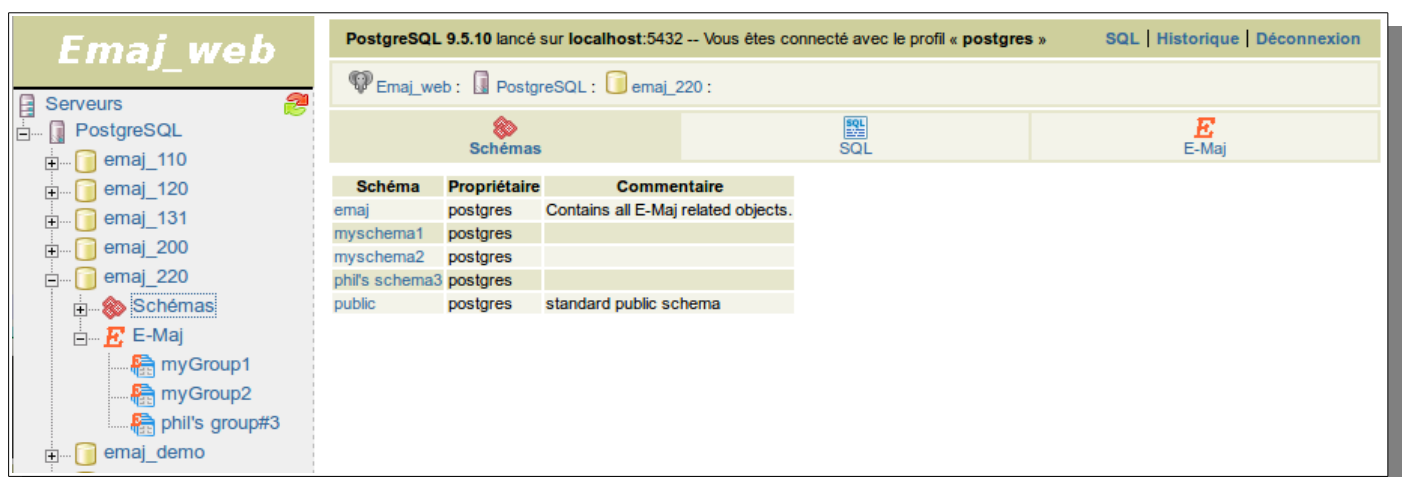 Emaj_web
Serveurs
PostgreSQL
emaj_110
emaj_120
emaj_131
emaj_200
emaj_220
Schémas
E-Maj
myGroup1
myGroup2
phil's group#3
emaj_demo
PostgreSQL 9.5.10 lancé sur localhost:5432 -- Vous êtes connecté avec le profil « postgres » SQL | Historique | Déconnexion
Emaj_web : PostgreSQL : emaj_220 :
Schémas SQL E-Maj
Schéma Propriétaire Commentaire
emaj postgres Contains all E-Maj related objects.
myschema1 postgres
myschema2 postgres
phil's schema3 postgres
public postgres standard public schema